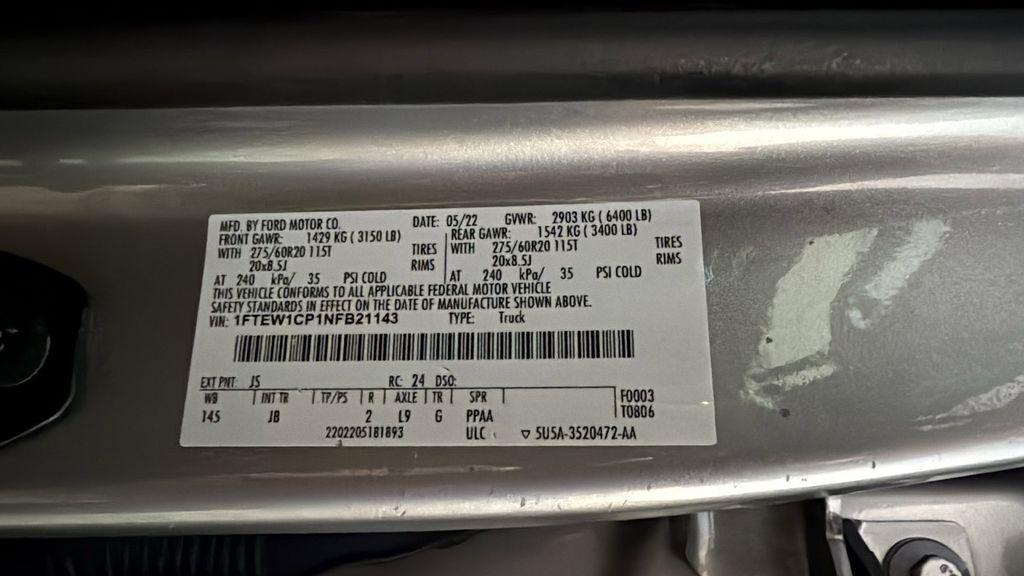 MFD. BY FORD MOTOR CO. DATE: 05/22 GVWR: 2903 KG ( 6400 LB)
FRONT GAWR: 1429 KG ( 3150 LB) REAR GAWR: 1542 KG ( 3400 LB)
WITH 275/60R20 115T TIRES WITH 275/60R20 115T TIRES
20x8.5J RIMS 20x8.5J RIMS
AT 240 kPa/ 35 PSI COLD AT 240 kPa/ 35 PSI COLD
THIS VEHICLE CONFORMS TO ALL APPLICABLE FEDERAL MOTOR VEHICLE
SAFETY STANDARDS IN EFFECT ON THE DATE OF MANUFACTURE SHOWN ABOVE.
VIN: 1FTEW1CP1NFB21143 TYPE: Truck
EXT PNT: JS RC: 24 DSO:
WB INT TR TP/PS R AXLE TR SPR F0003
145 JB 2 L9 G PPAA T0806
2202205181893 ULC ▽ 5U5A-3520472-AA